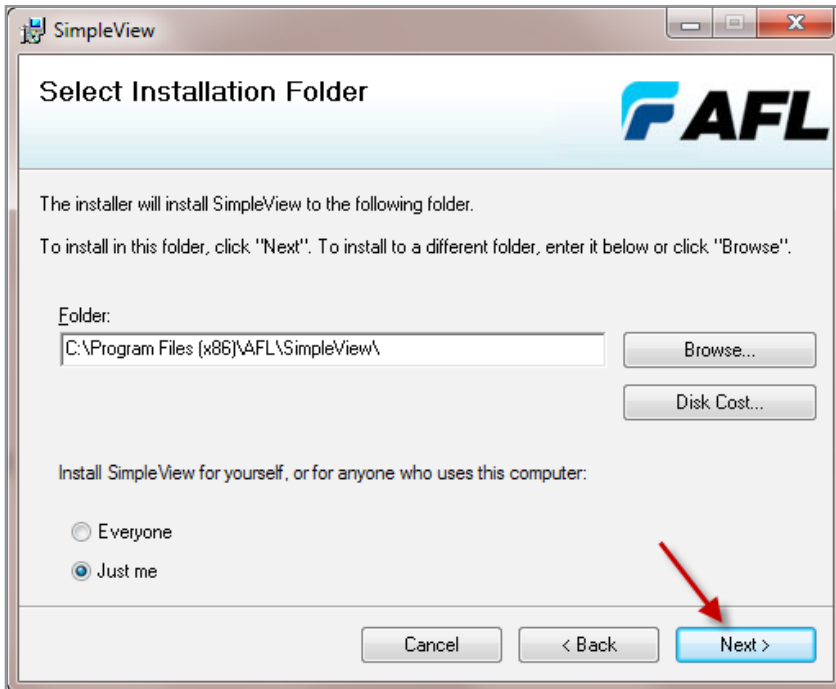 SimpleView
Select Installation Folder
AFL
The installer will install SimpleView to the following folder.
To install in this folder, click "Next". To install to a different folder, enter it below or click "Browse".
Folder:
C:\Program Files (x86)\AFL\SimpleView\
Browse...
Disk Cost...
Install SimpleView for yourself, or for anyone who uses this computer:
Everyone
Just me
Cancel
< Back
Next >